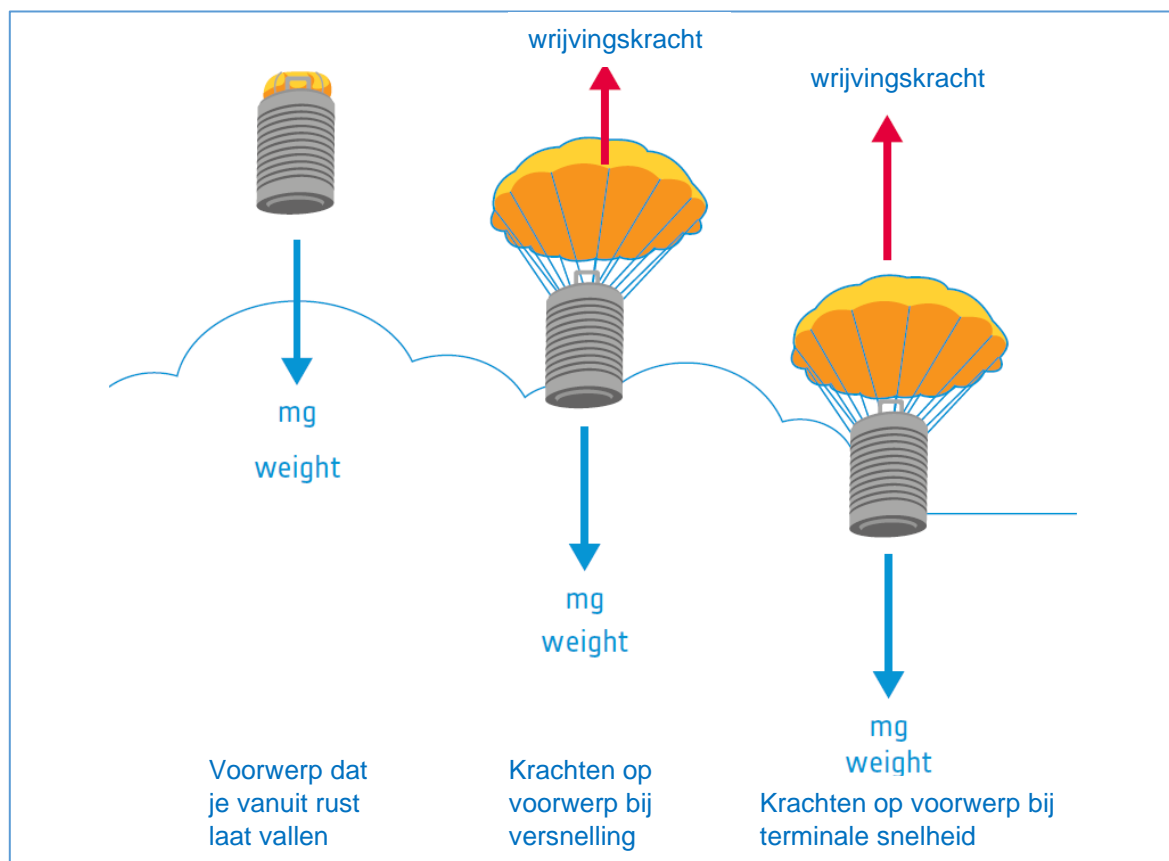 wrijvingskracht
wrijvingskracht
mg
weight
mg
weight
mg
weight
Voorwerp dat
je vanuit rust
laat vallen
Krachten op
voorwerp bij
versnelling
Krachten op voorwerp bij
terminale snelheid